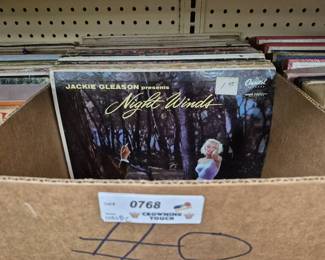 JACKIE GLEASON presents
Capitol
Night Winds
0768
CROWNING
TOUCH
#0